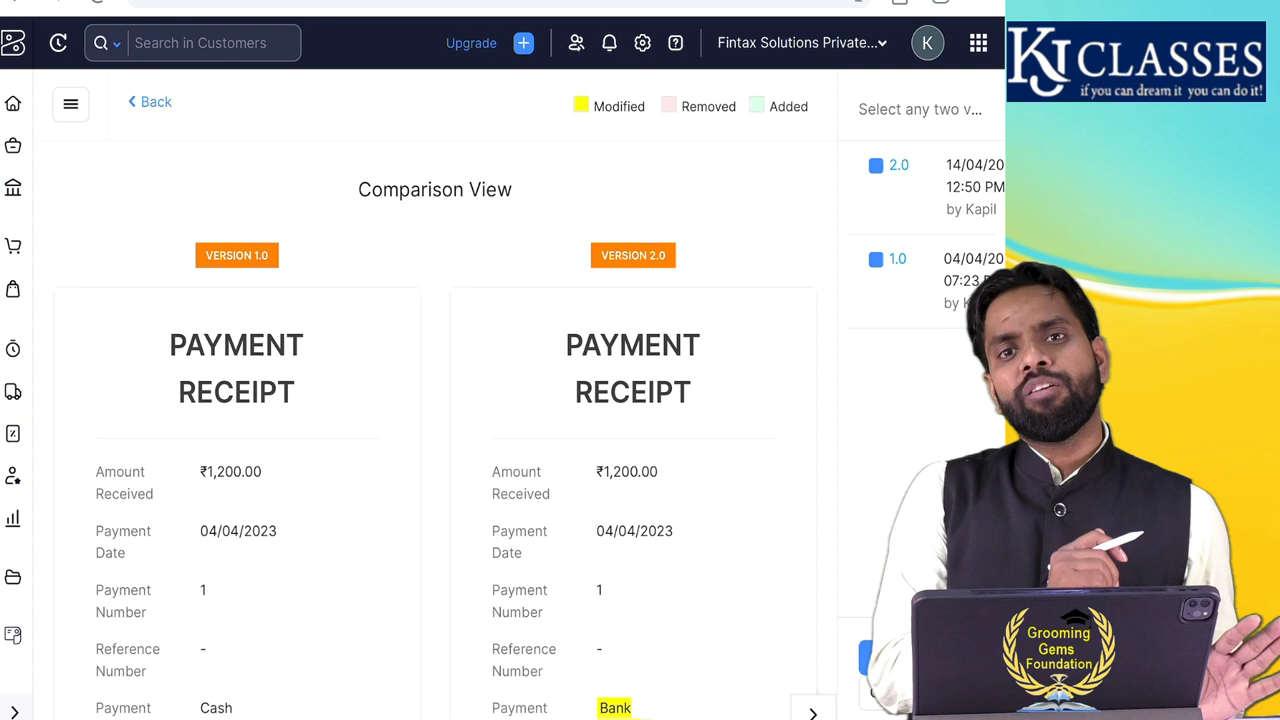 Search in Customers
Upgrade
Fintax Solutions Private...
K
KJ CLASSES
if you can dream it you can do it!
Back
Modified
Removed
Added
Select any two v...
Comparison View
2.0
14/04/20
12:50 PM
by Kapil
VERSION 1.0
VERSION 2.0
1.0
04/04/20
07:23
by
PAYMENT
RECEIPT
PAYMENT
RECEIPT
Amount
Received
₹1,200.00
Amount
Received
₹1,200.00
Payment
Date
04/04/2023
Payment
Date
04/04/2023
Payment
Number
1
Payment
Number
1
Reference
Number
-
Reference
Number
-
Payment
Cash
Payment
Bank
Grooming
Gems
Foundation